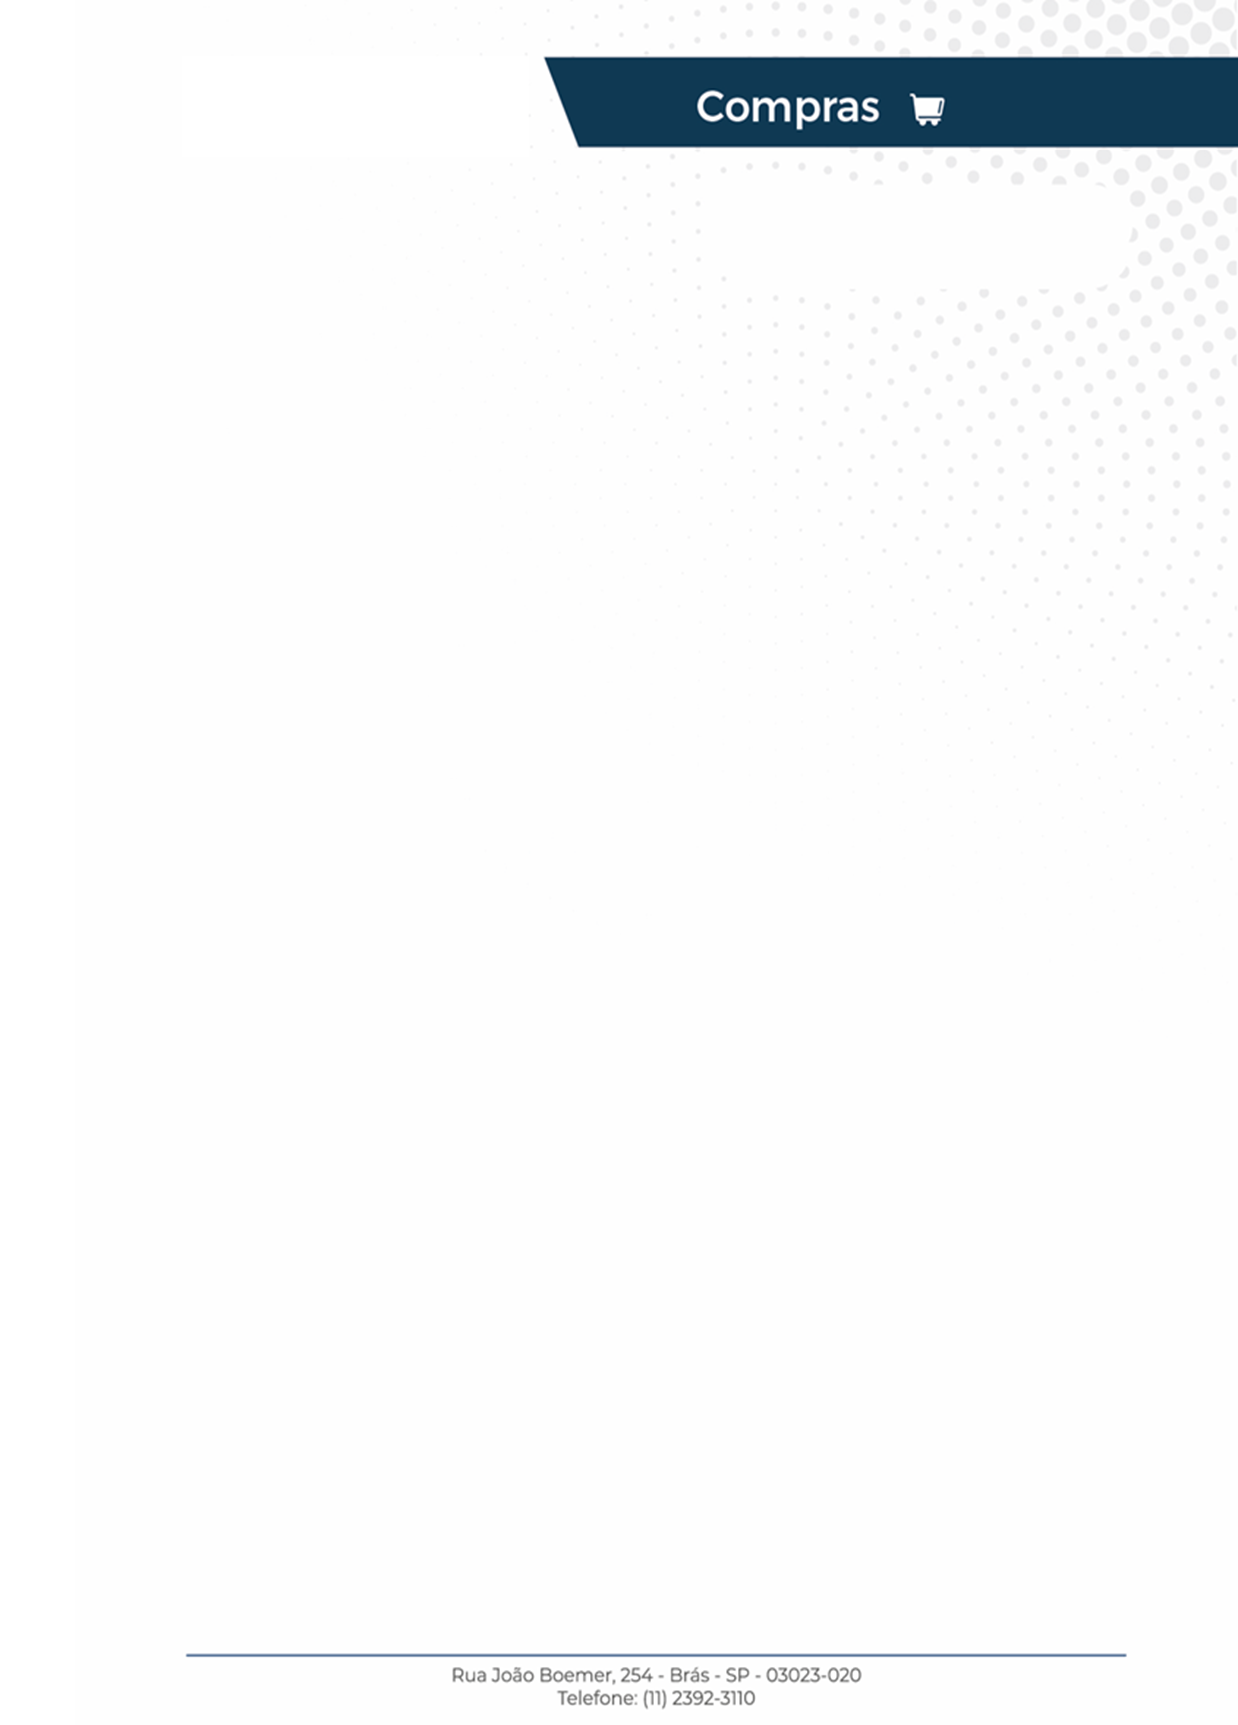 Compras
Rua João Boemer, 254 - Brás - SP - 03023-020
Telefone: (11) 2392-3110